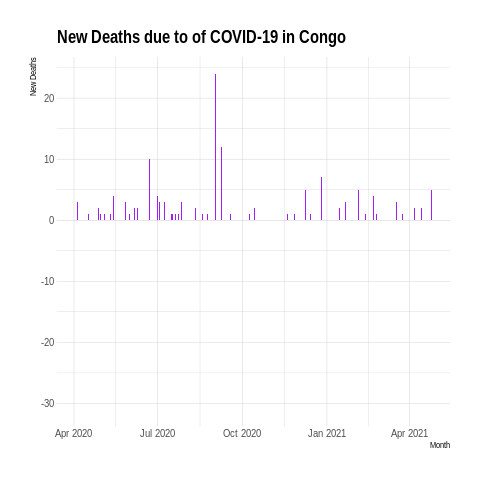 New Deaths due to of COVID-19 in Congo
New Deaths
20
10
0
-10
-20
-30
Apr 2020 Jul 2020 Oct 2020 Jan 2021 Apr 2021
Month